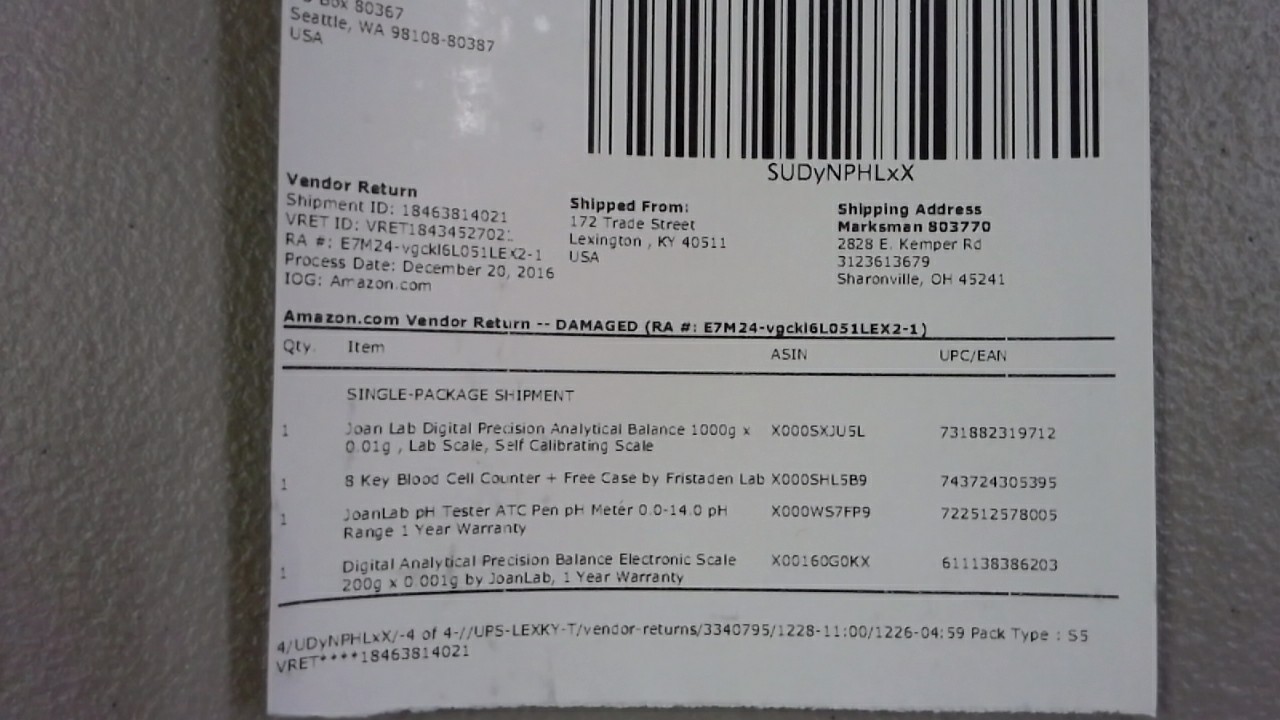 Box 80367
Seattle, WA 98108-80387
USA
SUDyNPHLxX
Vendor Return
Shipment ID: 18463814021
VRET ID: VRET1843452702
RA #: E7M24-vgckl6L051LEX2-1
Process Date: December 20, 2016
IOG: Amazon.com
Shipped From:
172 Trade Street
Lexington , KY 40511
USA
Shipping Address
Marksman 803770
2828 E. Kemper Rd
3123613679
Sharonville, OH 45241
Amazon.com Vendor Return -- DAMAGED (RA #: E7M24-vgckl6L051LEX2-1)
Qty. Item ASIN UPC/EAN
SINGLE-PACKAGE SHIPMENT
1 Joan Lab Digital Precision Analytical Balance 1000g x X000SXJU5L 731882319712
0.01g , Lab Scale, Self Calibrating Scale
1 8 Key Blood Cell Counter + Free Case by Fristaden Lab X000SHL5B9 743724305395
1 JoanLab pH Tester ATC Pen pH Meter 0.0-14.0 pH X000WS7FP9 722512578005
Range 1 Year Warranty
1 Digital Analytical Precision Balance Electronic Scale X00160G0KX 611138386203
200g x 0.001g by JoanLab, 1 Year Warranty
4/UDyNPHLxX/-4 of 4-//UPS-LEXKY-T/vendor-returns/3340795/1228-11:00/1226-04:59 Pack Type : S5
VRET****18463814021